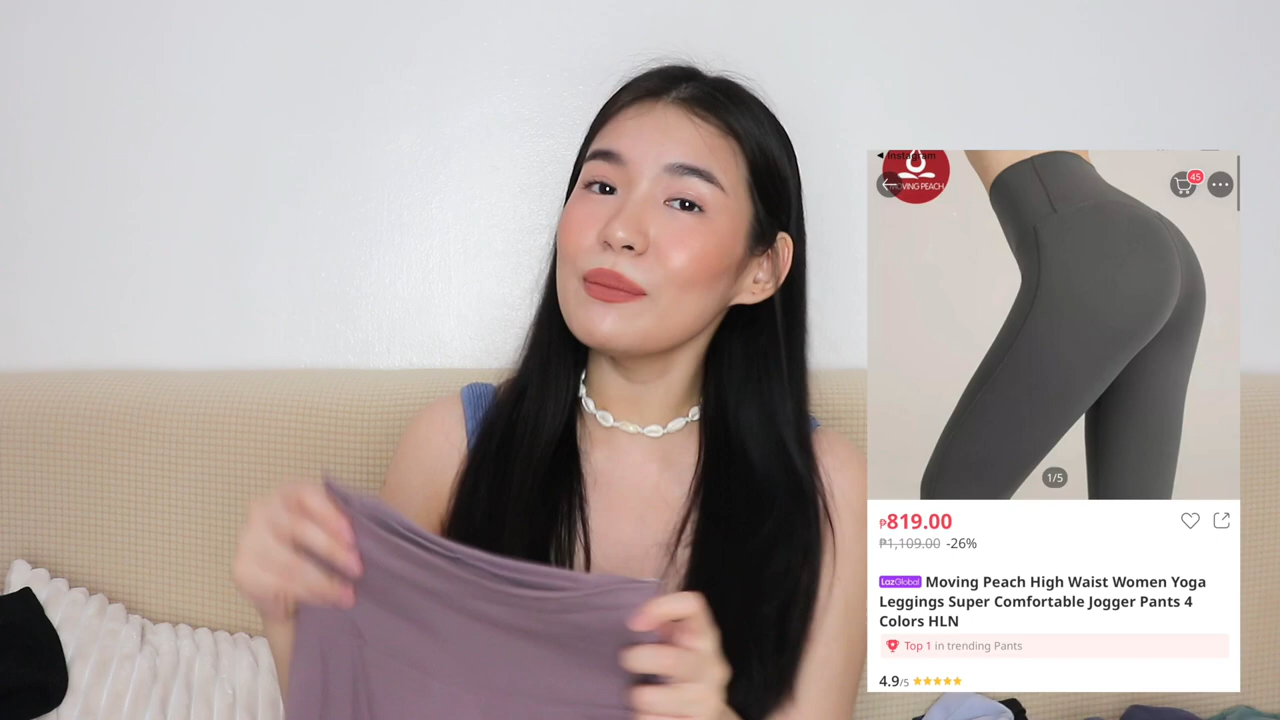 ◄ Instagram
MOVING PEACH
45
1/5
₱819.00
₱1,109.00 -26%
LazGlobal Moving Peach High Waist Women Yoga
Leggings Super Comfortable Jogger Pants 4
Colors HLN
Top 1 in trending Pants
4.9/5